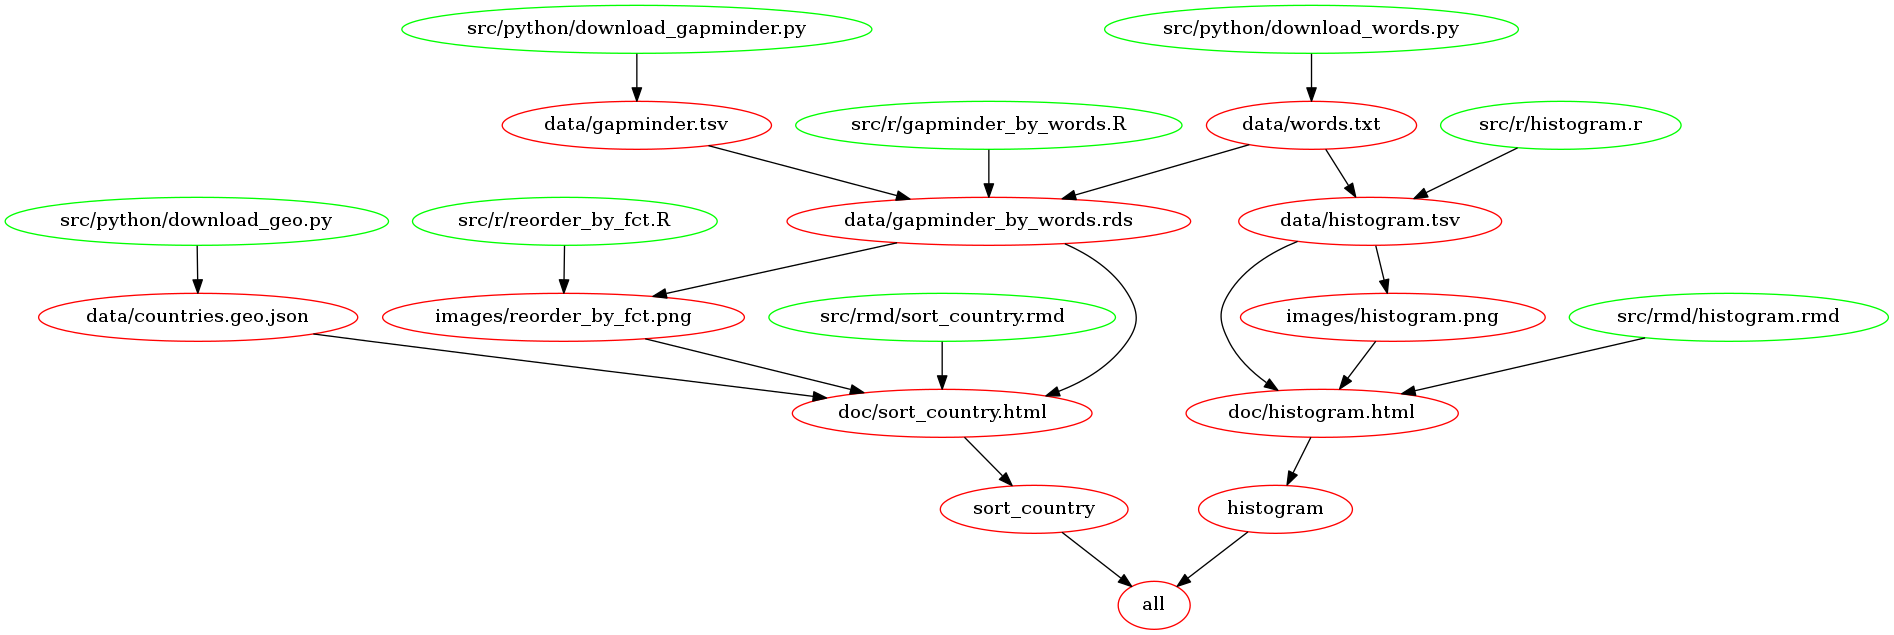 src/python/download_gapminder.py
src/python/download_words.py
data/gapminder.tsv
src/r/gapminder_by_words.R
data/words.txt
src/r/histogram.r
src/python/download_geo.py
src/r/reorder_by_fct.R
data/gapminder_by_words.rds
data/histogram.tsv
data/countries.geo.json
images/reorder_by_fct.png
src/rmd/sort_country.rmd
images/histogram.png
src/rmd/histogram.rmd
doc/sort_country.html
doc/histogram.html
sort_country
histogram
all